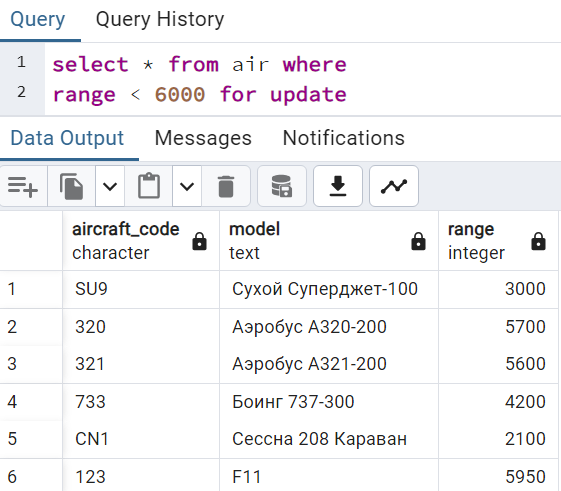 Query Query History
1 select * from air where
2 range < 6000 for update
Data Output Messages Notifications
aircraft_code model range
character text integer
1 SU9 Сухой Суперджет-100 3000
2 320 Аэробус A320-200 5700
3 321 Аэробус A321-200 5600
4 733 Боинг 737-300 4200
5 CN1 Сессна 208 Караван 2100
6 123 F11 5950